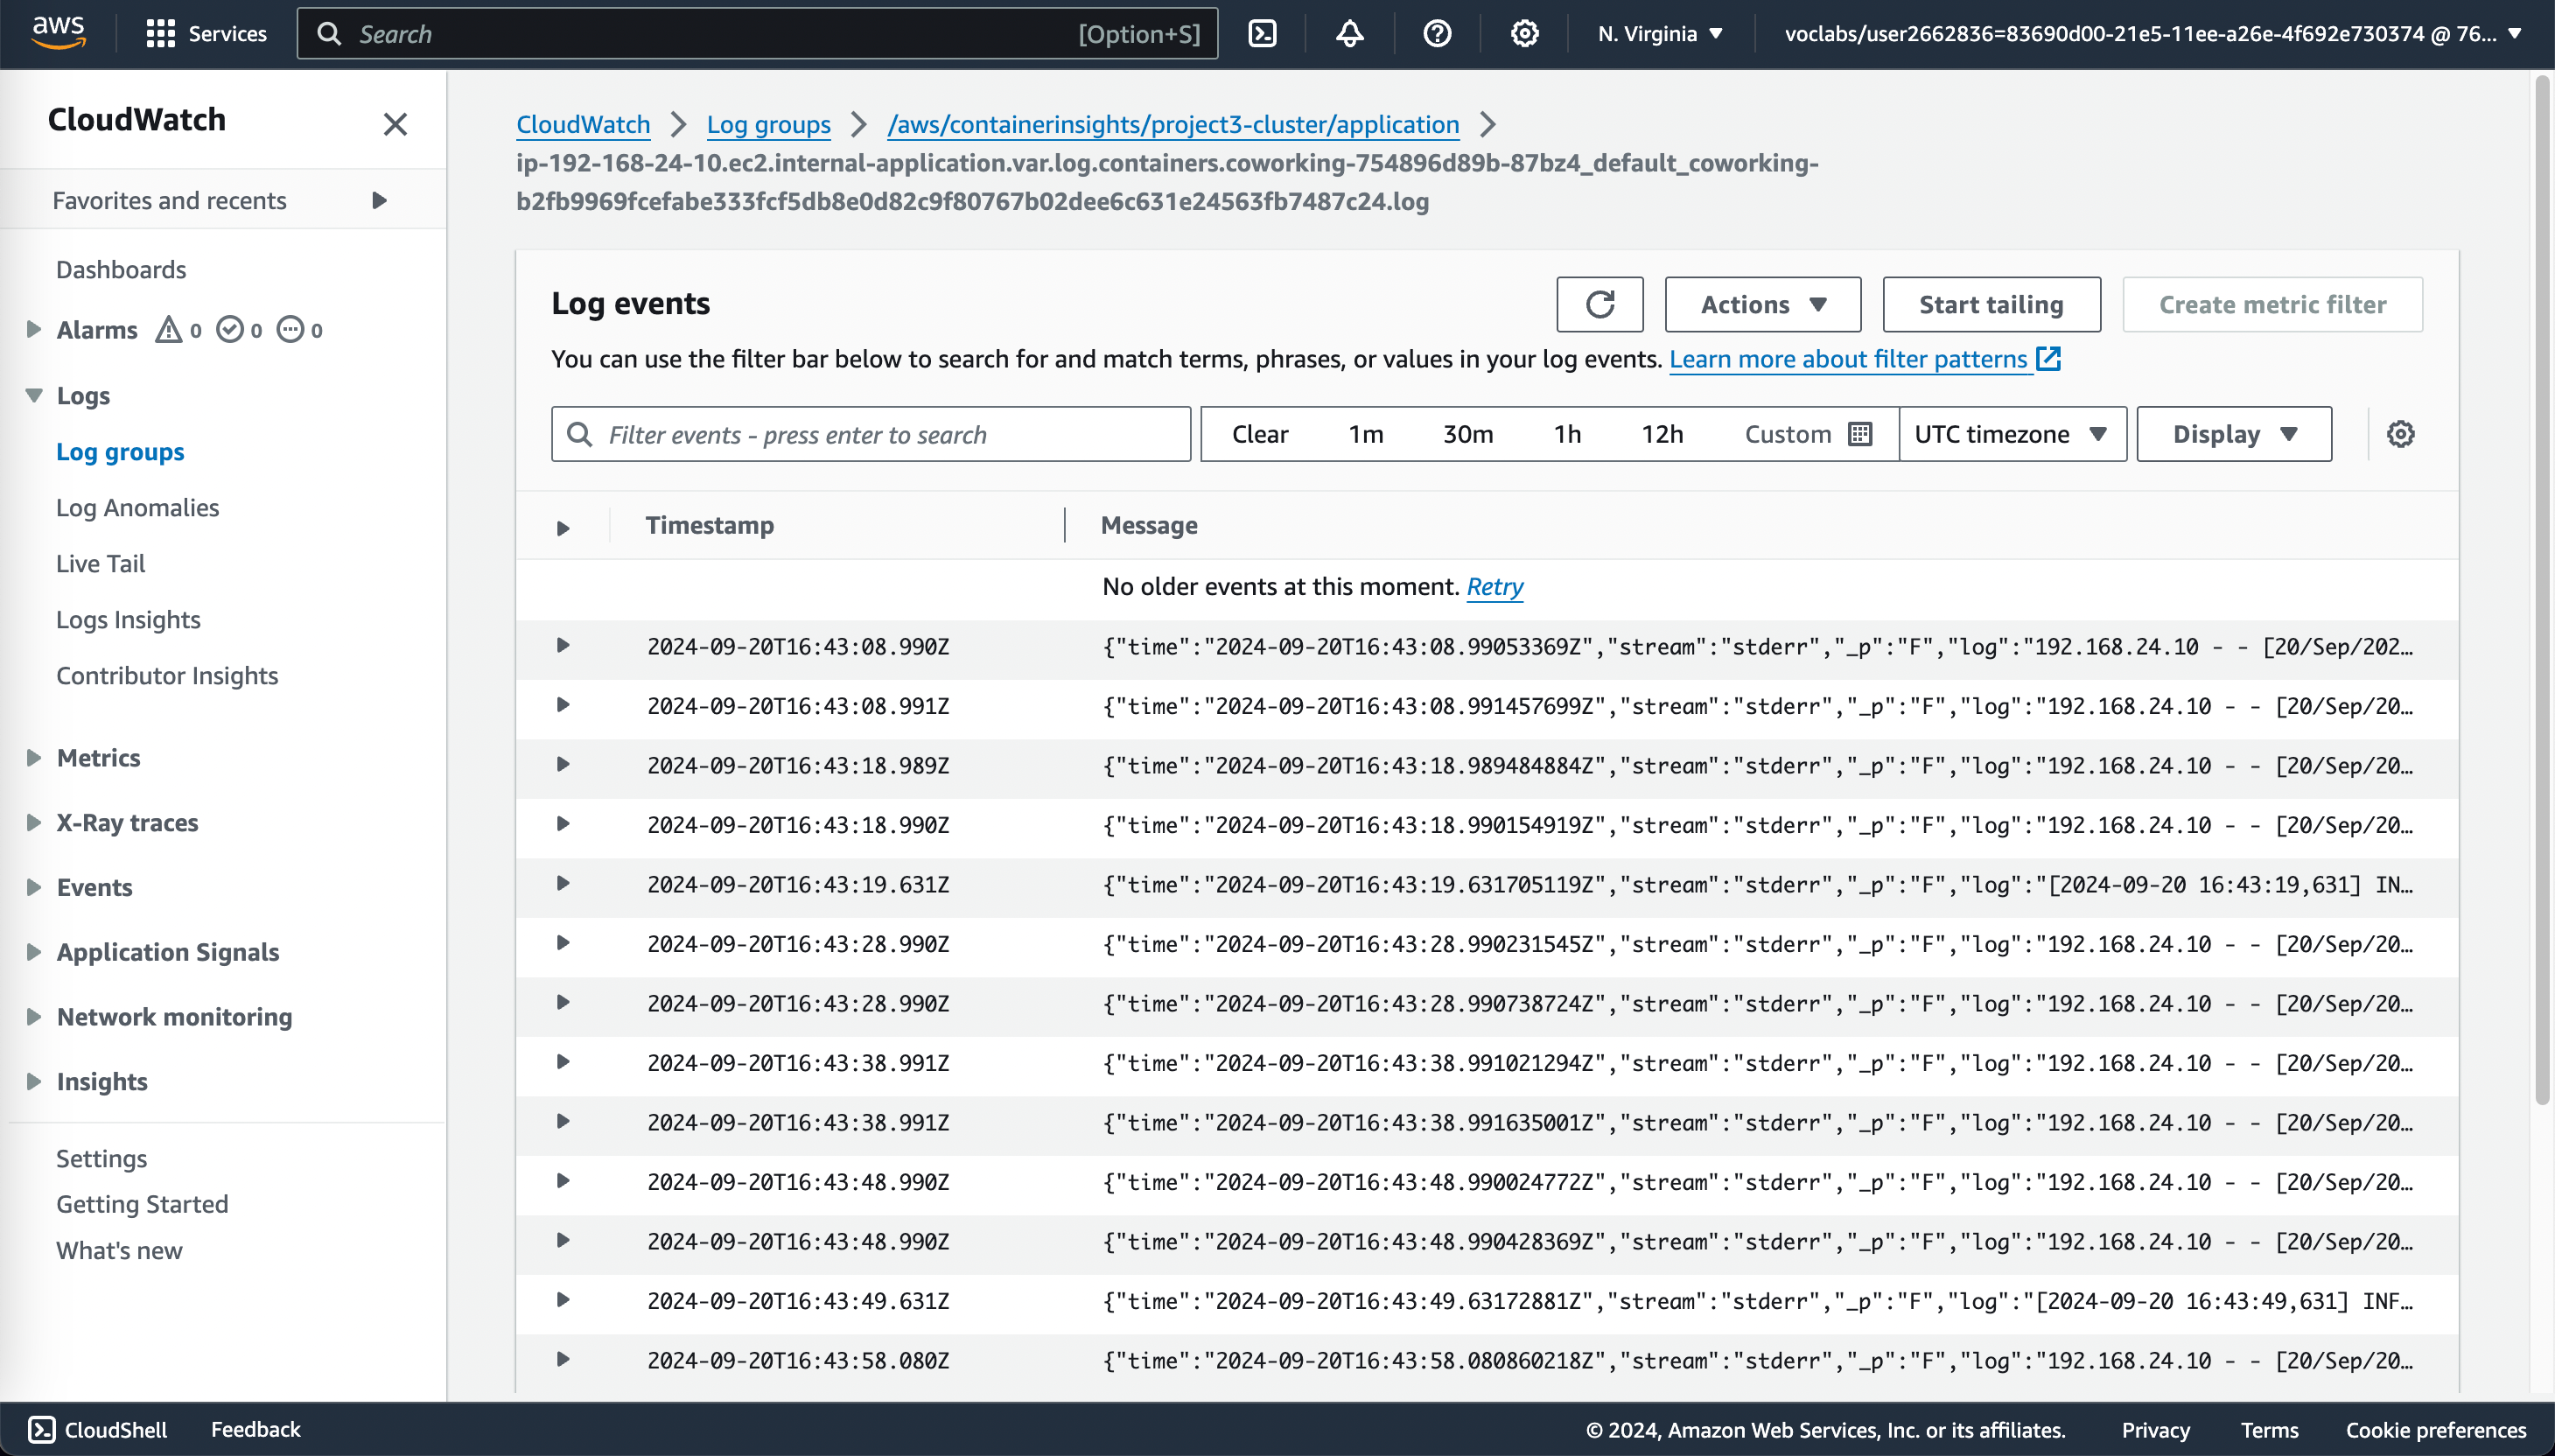 aws
Services
Search
[Option+S]
N. Virginia
voclabs/user2662836=83690d00-21e5-11ee-a26e-4f692e730374 @ 76...
CloudWatch
Favorites and recents
Dashboards
Alarms 0 0 0
Logs
Log groups
Log Anomalies
Live Tail
Logs Insights
Contributor Insights
Metrics
X-Ray traces
Events
Application Signals
Network monitoring
Insights
Settings
Getting Started
What's new
CloudWatch
Log groups
/aws/containerinsights/project3-cluster/application
ip-192-168-24-10.ec2.internal-application.var.log.containers.coworking-754896d89b-87bz4_default_coworking-
b2fb9969fcefabe333fcf5db8e0d82c9f80767b02dee6c631e24563fb7487c24.log
Log events
Actions
Start tailing
Create metric filter
You can use the filter bar below to search for and match terms, phrases, or values in your log events. Learn more about filter patterns
Filter events - press enter to search
Clear 1m 30m 1h 12h Custom UTC timezone
Display
Timestamp Message
No older events at this moment. Retry
2024-09-20T16:43:08.990Z {"time":"2024-09-20T16:43:08.99053369Z","stream":"stderr","_p":"F","log":"192.168.24.10 - - [20/Sep/202...
2024-09-20T16:43:08.991Z {"time":"2024-09-20T16:43:08.991457699Z","stream":"stderr","_p":"F","log":"192.168.24.10 - - [20/Sep/20...
2024-09-20T16:43:18.989Z {"time":"2024-09-20T16:43:18.989484884Z","stream":"stderr","_p":"F","log":"192.168.24.10 - - [20/Sep/20...
2024-09-20T16:43:18.990Z {"time":"2024-09-20T16:43:18.990154919Z","stream":"stderr","_p":"F","log":"192.168.24.10 - - [20/Sep/20...
2024-09-20T16:43:19.631Z {"time":"2024-09-20T16:43:19.631705119Z","stream":"stderr","_p":"F","log":"[2024-09-20 16:43:19,631] IN...
2024-09-20T16:43:28.990Z {"time":"2024-09-20T16:43:28.990231545Z","stream":"stderr","_p":"F","log":"192.168.24.10 - - [20/Sep/20...
2024-09-20T16:43:28.990Z {"time":"2024-09-20T16:43:28.990738724Z","stream":"stderr","_p":"F","log":"192.168.24.10 - - [20/Sep/20...
2024-09-20T16:43:38.991Z {"time":"2024-09-20T16:43:38.991021294Z","stream":"stderr","_p":"F","log":"192.168.24.10 - - [20/Sep/20...
2024-09-20T16:43:38.991Z {"time":"2024-09-20T16:43:38.991635001Z","stream":"stderr","_p":"F","log":"192.168.24.10 - - [20/Sep/20...
2024-09-20T16:43:48.990Z {"time":"2024-09-20T16:43:48.990024772Z","stream":"stderr","_p":"F","log":"192.168.24.10 - - [20/Sep/20...
2024-09-20T16:43:48.990Z {"time":"2024-09-20T16:43:48.990428369Z","stream":"stderr","_p":"F","log":"192.168.24.10 - - [20/Sep/20...
2024-09-20T16:43:49.631Z {"time":"2024-09-20T16:43:49.63172881Z","stream":"stderr","_p":"F","log":"[2024-09-20 16:43:49,631] INF...
2024-09-20T16:43:58.080Z {"time":"2024-09-20T16:43:58.080860218Z","stream":"stderr","_p":"F","log":"192.168.24.10 - - [20/Sep/20...
CloudShell
Feedback
© 2024, Amazon Web Services, Inc. or its affiliates.
Privacy
Terms
Cookie preferences